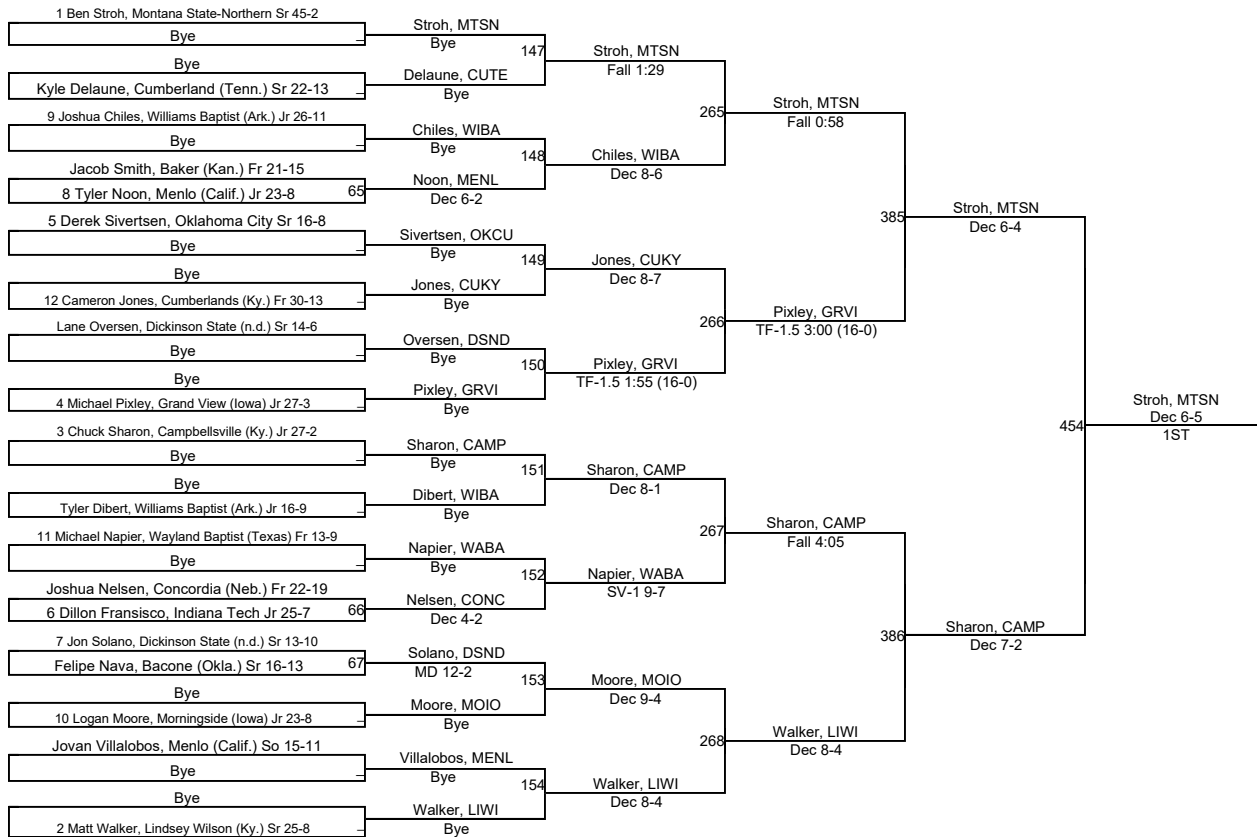 1 Ben Stroh, Montana State-Northern Sr 45-2
Bye
Bye
Kyle Delaune, Cumberland (Tenn.) Sr 22-13
9 Joshua Chiles, Williams Baptist (Ark.) Jr 26-11
Bye
Jacob Smith, Baker (Kan.) Fr 21-15
8 Tyler Noon, Menlo (Calif.) Jr 23-8
65
5 Derek Sivertsen, Oklahoma City Sr 16-8
Bye
Bye
12 Cameron Jones, Cumberlands (Ky.) Fr 30-13
Lane Oversen, Dickinson State (n.d.) Sr 14-6
Bye
Bye
4 Michael Pixley, Grand View (Iowa) Jr 27-3
3 Chuck Sharon, Campbellsville (Ky.) Jr 27-2
Bye
Bye
Tyler Dibert, Williams Baptist (Ark.) Jr 16-9
11 Michael Napier, Wayland Baptist (Texas) Fr 13-9
Bye
Joshua Nelsen, Concordia (Neb.) Fr 22-19
6 Dillon Fransisco, Indiana Tech Jr 25-7
66
7 Jon Solano, Dickinson State (n.d.) Sr 13-10
Felipe Nava, Bacone (Okla.) Sr 16-13
67
Bye
10 Logan Moore, Morningside (Iowa) Jr 23-8
Jovan Villalobos, Menlo (Calif.) So 15-11
Bye
Bye
2 Matt Walker, Lindsey Wilson (Ky.) Sr 25-8
Stroh, MTSN
Bye
147
Delaune, CUTE
Bye
Chiles, WIBA
Bye
148
Noon, MENL
Dec 6-2
Sivertsen, OKCU
Bye
149
Jones, CUKY
Bye
Oversen, DSND
Bye
150
Pixley, GRVI
Bye
Sharon, CAMP
Bye
151
Dibert, WIBA
Bye
Napier, WABA
Bye
152
Nelsen, CONC
Dec 4-2
Solano, DSND
MD 12-2
153
Moore, MOIO
Bye
Villalobos, MENL
Bye
154
Walker, LIWI
Bye
Stroh, MTSN
Fall 1:29
265
Chiles, WIBA
Dec 8-6
Jones, CUKY
Dec 8-7
266
Pixley, GRVI
TF-1.5 1:55 (16-0)
Sharon, CAMP
Dec 8-1
267
Napier, WABA
SV-1 9-7
Moore, MOIO
Dec 9-4
268
Walker, LIWI
Dec 8-4
Stroh, MTSN
Fall 0:58
385
Pixley, GRVI
TF-1.5 3:00 (16-0)
Sharon, CAMP
Fall 4:05
386
Walker, LIWI
Dec 8-4
Stroh, MTSN
Dec 6-4
454
Sharon, CAMP
Dec 7-2
Stroh, MTSN
Dec 6-5
1ST